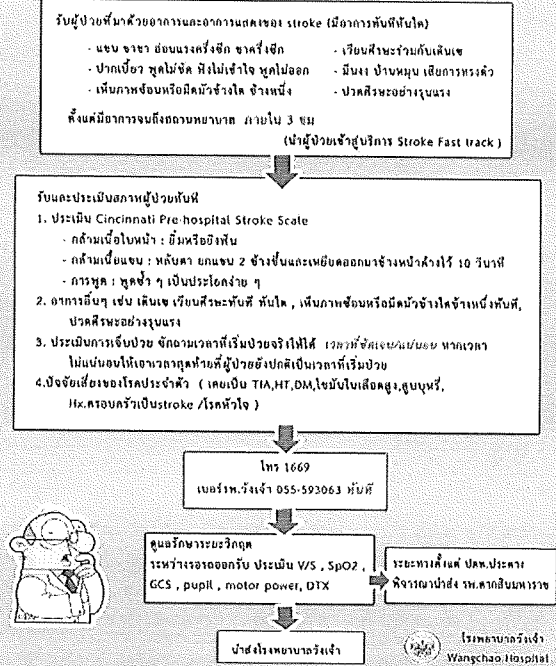 รับผู้ป่วยที่มาด้วยอาการและอาการแสดงของ stroke (มีอาการทันทีทันใด)
- แขน ขาชา อ่อนแรงครึ่งซีก ชาครึ่งซีก - เวียนศีรษะร่วมกับเดินเซ
- ปากเบี้ยว พูดไม่ชัด ฟังไม่เข้าใจ พูดไม่ออก - มึนงง บ้านหมุน เสียการทรงตัว
- เห็นภาพซ้อนหรือมืดมัวข้างใด ข้างหนึ่ง - ปวดศีรษะอย่างรุนแรง
ตั้งแต่มีอาการจนถึงสถานพยาบาล ภายใน 3 ชม
(นำผู้ป่วยเข้าสู่บริการ Stroke Fast track )
รับและประเมินสภาพผู้ป่วยทันที
1. ประเมิน Cincinnati Pre-hospital Stroke Scale
- กล้ามเนื้อใบหน้า : ยิ้มหรือยิงฟัน
- กล้ามเนื้อแขน : หลับตา ยกแขน 2 ข้างขึ้นและเหยียดออกมาข้างหน้าค้างไว้ 10 วินาที
- การพูด : พูดซ้ำ ๆ เป็นประโยคง่าย ๆ
2. อาการอื่นๆ เช่น เดินเซ เวียนศีรษะทันที ทันใด , เห็นภาพซ้อนหรือมืดมัวข้างใดข้างหนึ่งทันที,
ปวดศีรษะอย่างรุนแรง
3. ประเมินการเจ็บป่วย ซักถามเวลาที่เริ่มป่วยจริงให้ได้ เวลาที่ชัดเจน/แน่นอน หากเวลา
ไม่แน่นอนให้เอาเวลาสุดท้ายที่ผู้ป่วยยังปกติเป็นเวลาที่เริ่มป่วย
4.ปัจจัยเสี่ยงของโรคประจำตัว ( เคยเป็น TIA,HT,DM,ไขมันในเลือดสูง,สูบบุหรี่,
Hx.ครอบครัวเป็นstroke /โรคหัวใจ )
โทร 1669
เบอร์รพ.วังเจ้า 055-593063 ทันที
ดูแลรักษาระยะวิกฤต
ระหว่างรอรถออกรับ ประเมิน V/S , SpO2 ,
GCS , pupil , motor power, DTX
ระยะทางตั้งแต่ ปตท.ประดาง
พิจารณานำส่ง รพ.ตากสินมหาราช
นำส่งโรงพยาบาลวังเจ้า
โรงพยาบาลวังเจ้า
Wangchao Hospital